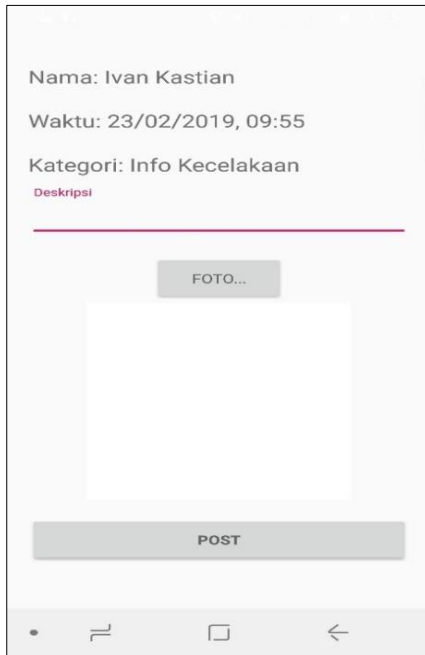 Nama: Ivan Kastian
Waktu: 23/02/2019, 09:55
Kategori: Info Kecelakaan
Deskripsi
FOTO...
POST